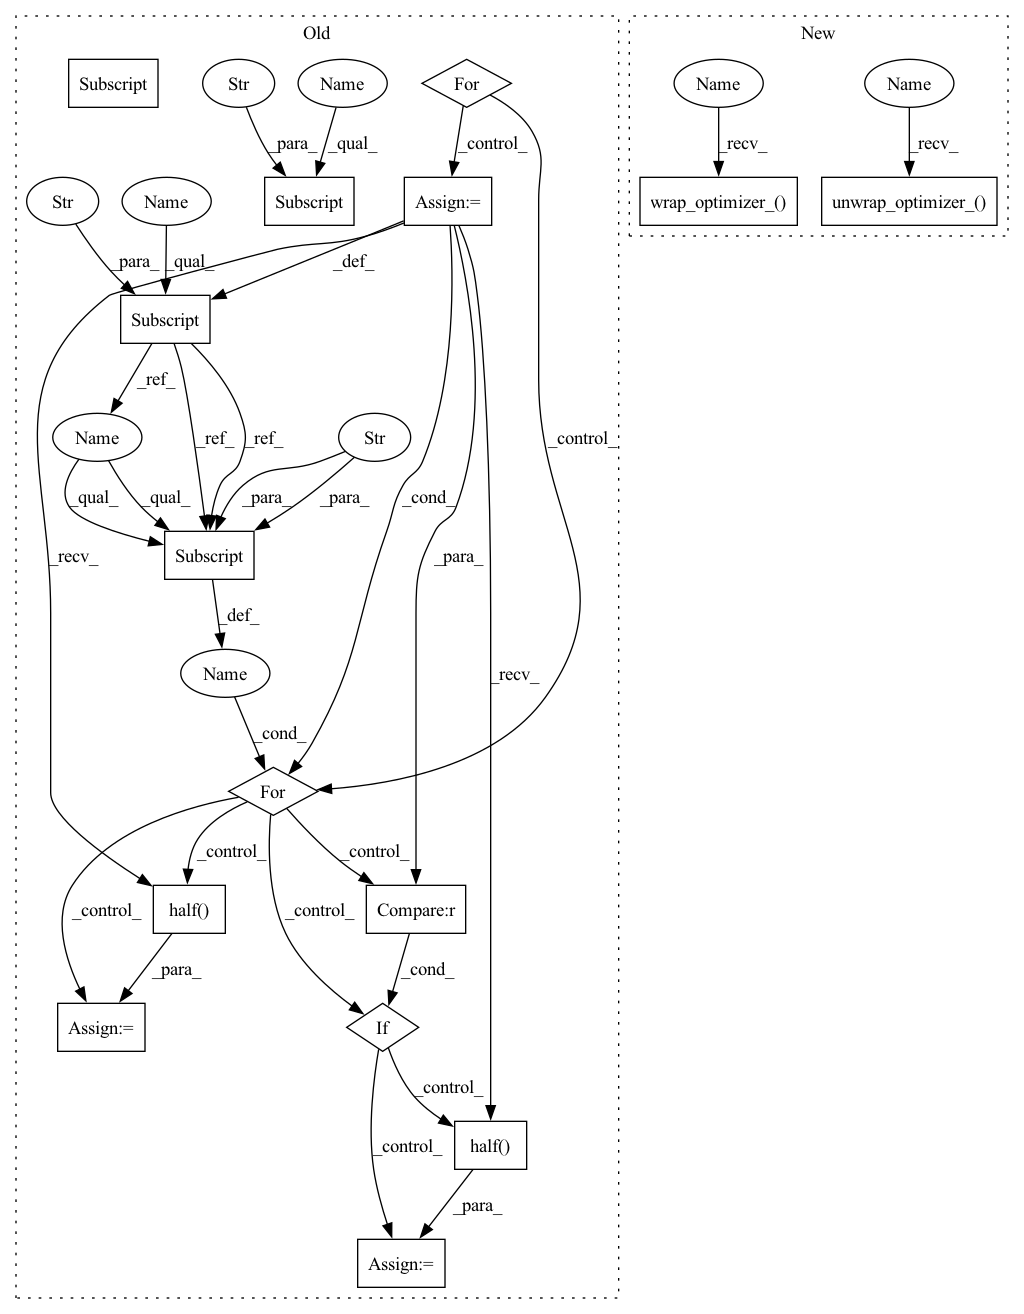 Old
New
Subscript
Str
Name
For
Name
Name
_para_
_qual_
_control_
_recv_
_recv_
Str
Name
Subscript
Assign:=
wrap_optimizer_()
unwrap_optimizer_()
_para_
_qual_
_def_
Subscript
_ref_
Name
_ref_
_ref_
Str
_control_
_qual_
_qual_
_para_
_para_
_cond_
_recv_
Subscript
_para_
_def_
Name
_recv_
_cond_
For
_control_
_control_
_control_
_control_
half()
Compare:r
_para_
_cond_
Assign:=
If
_control_
_control_
half()
_para_
Assign:=